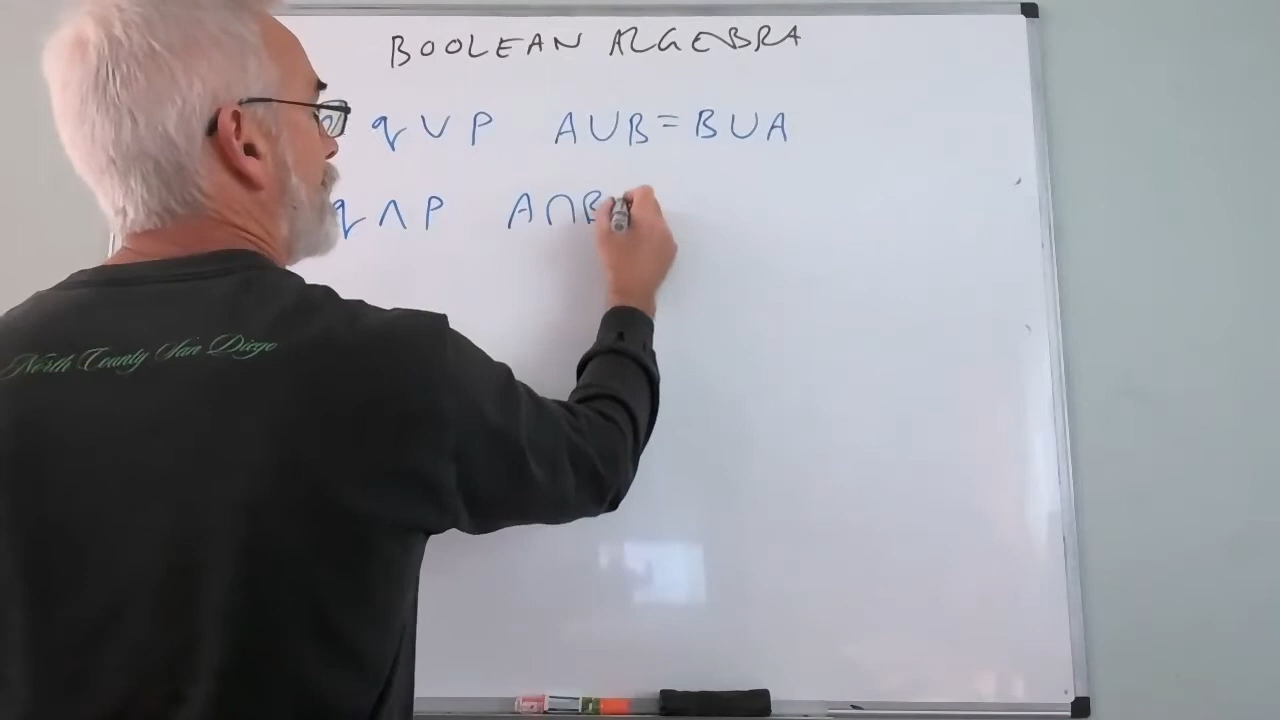 BOOLEAN ALGEBRA
q ∨ p A∪B = B∪A
q ∧ p A∩B
North County San Diego